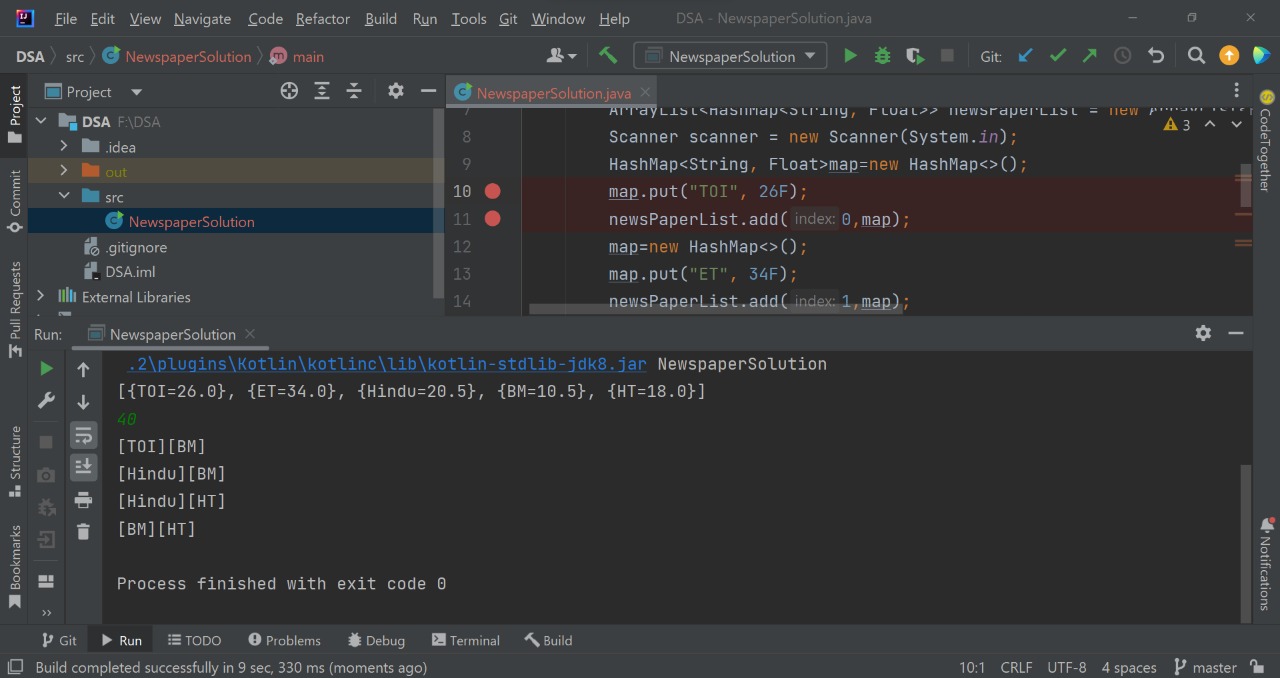 File Edit View Navigate Code Refactor Build Run Tools Git Window Help DSA - NewspaperSolution.java
DSA src NewspaperSolution main NewspaperSolution Git:
Project
NewspaperSolution.java
Project
DSA F:\DSA
.idea
out
src
NewspaperSolution
.gitignore
DSA.iml
External Libraries
7 ArrayList<HashMap<String, Float>> newsPaperList = new
8 Scanner scanner = new Scanner(System.in);
9 HashMap<String, Float>map=new HashMap<>();
10 map.put("TOI", 26F);
11 newsPaperList.add( index: 0,map);
12 map=new HashMap<>();
13 map.put("ET", 34F);
14 newsPaperList.add( index: 1,map);
3
CodeTogether
Commit
Pull Requests
Run: NewspaperSolution
.2\plugins\Kotlin\kotlinc\lib\kotlin-stdlib-jdk8.jar NewspaperSolution
[{TOI=26.0}, {ET=34.0}, {Hindu=20.5}, {BM=10.5}, {HT=18.0}]
40
[TOI][BM]
[Hindu][BM]
[Hindu][HT]
[BM][HT]
Process finished with exit code 0
Structure
Bookmarks
Notifications
Git Run TODO Problems Debug Terminal Build
Build completed successfully in 9 sec, 330 ms (moments ago) 10:1 CRLF UTF-8 4 spaces master